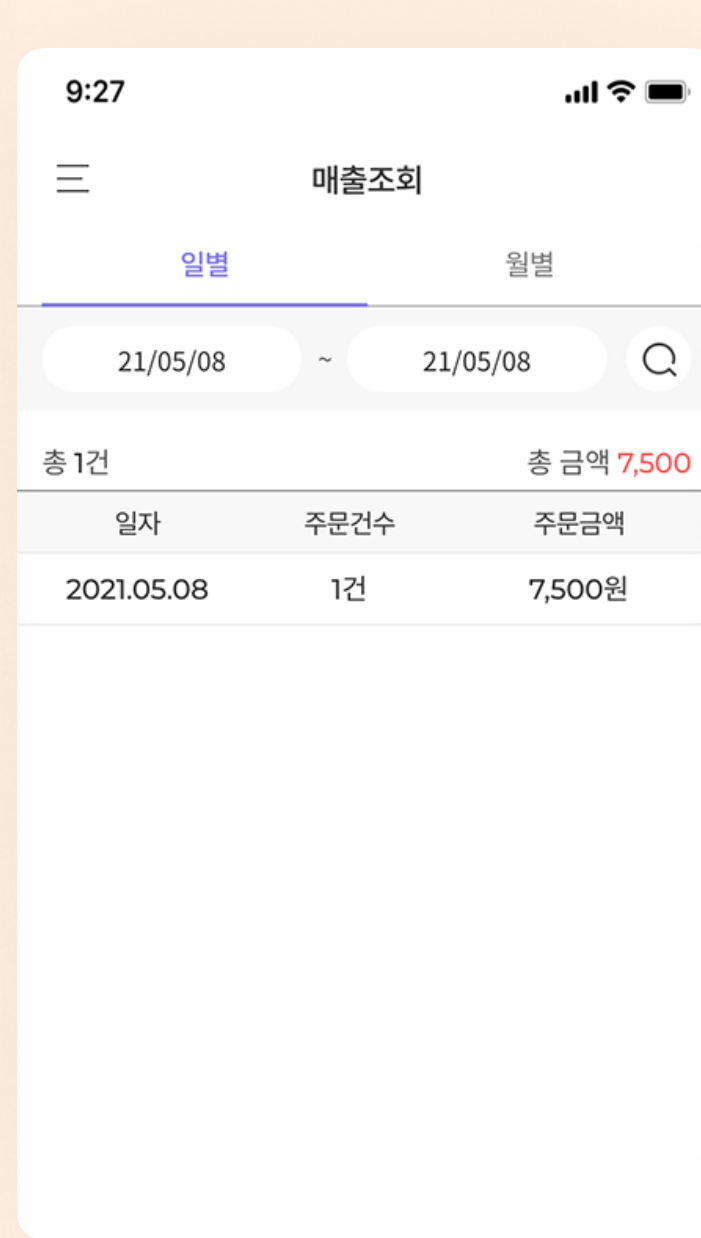 9:27
매출조회
일별 월별
21/05/08 ~ 21/05/08
총 1건 총 금액 7,500
일자 주문건수 주문금액
2021.05.08 1건 7,500원